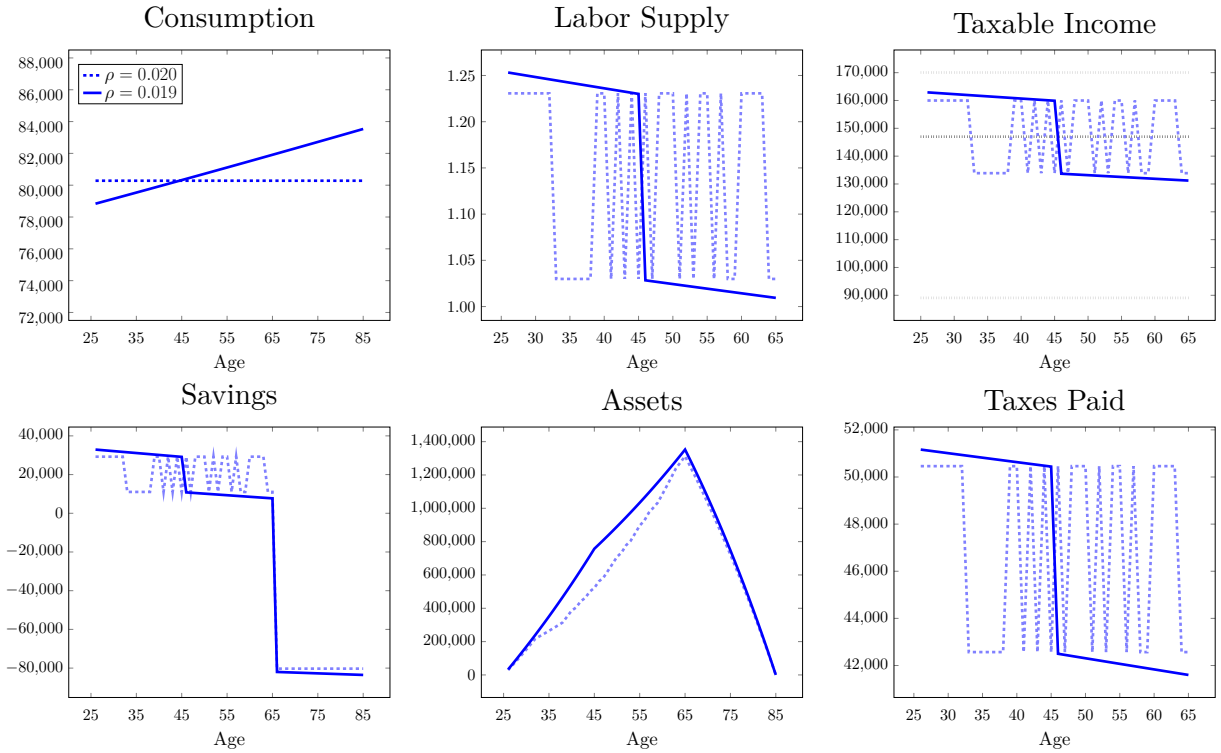 Consumption
88,000
86,000
84,000
82,000
80,000
78,000
76,000
74,000
72,000
ρ = 0.020
ρ = 0.019
25 35 45 55 65 75 85
Age
Labor Supply
1.25
1.20
1.15
1.10
1.05
1.00
25 30 35 40 45 50 55 60 65
Age
Taxable Income
170,000
160,000
150,000
140,000
130,000
120,000
110,000
100,000
90,000
25 30 35 40 45 50 55 60 65
Age
Savings
40,000
20,000
0
−20,000
−40,000
−60,000
−80,000
25 35 45 55 65 75 85
Age
Assets
1,400,000
1,200,000
1,000,000
800,000
600,000
400,000
200,000
0
25 35 45 55 65 75 85
Age
Taxes Paid
52,000
50,000
48,000
46,000
44,000
42,000
25 30 35 40 45 50 55 60 65
Age